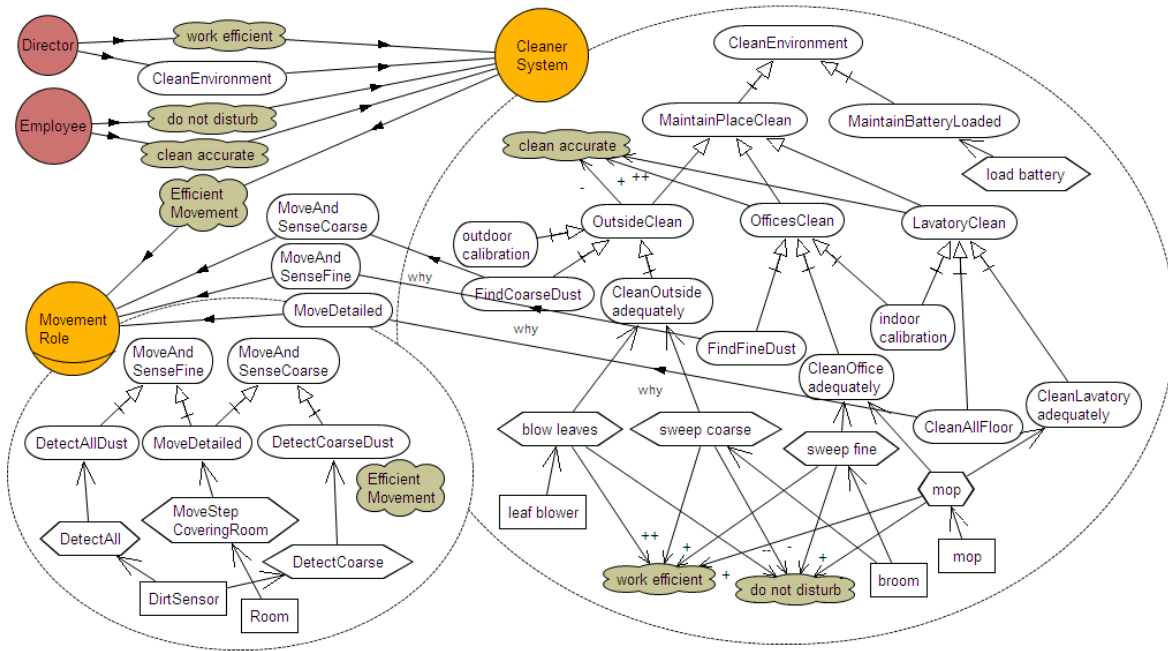 Director
work efficient
CleanEnvironment
Employee
do not disturb
clean accurate
Efficient
Movement
Cleaner
System
CleanEnvironment
MaintainPlaceClean
MaintainBatteryLoaded
load battery
clean accurate
-
+
++
OutsideClean
OfficesClean
LavatoryClean
outdoor
calibration
FindCoarseDust
CleanOutside
adequately
FindFineDust
indoor
calibration
CleanOffice
adequately
CleanLavatory
adequately
CleanAllFloor
MoveAnd
SenseCoarse
MoveAnd
SenseFine
MoveDetailed
why
why
why
Movement
Role
MoveAnd
SenseFine
MoveAnd
SenseCoarse
DetectAllDust
MoveDetailed
DetectCoarseDust
Efficient
Movement
MoveStep
CoveringRoom
DetectAll
DetectCoarse
DirtSensor
Room
blow leaves
sweep coarse
sweep fine
mop
leaf blower
mop
broom
++
+
+
--
-
+
work efficient
do not disturb